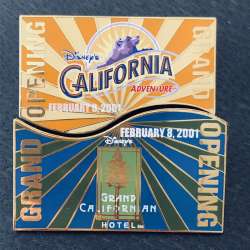 GRAND OPENING
Disney's
CALIFORNIA
ADVENTURE
FEBRUARY 8, 2001
GRAND OPENING
FEBRUARY 8, 2001
Disney's
GRAND
CALIFORNIAN
HOTEL